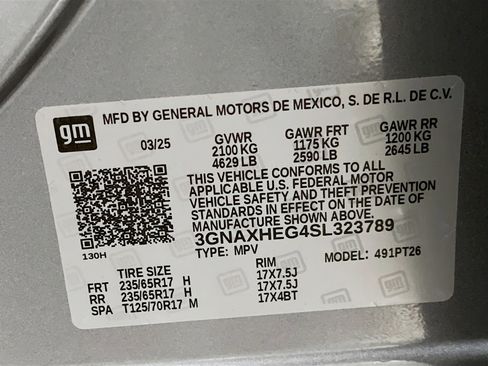 MFD BY GENERAL MOTORS DE MEXICO, S. DE R.L. DE C.V.
gm
03/25 GVWR GAWR FRT GAWR RR
2100 KG 1175 KG 1200 KG
4629 LB 2590 LB 2645 LB
THIS VEHICLE CONFORMS TO ALL
APPLICABLE U.S. FEDERAL MOTOR
VEHICLE SAFETY AND THEFT PREVENTION
STANDARDS IN EFFECT ON THE DATE OF
MANUFACTURE SHOWN ABOVE.
3GNAXHEG4SL323789
130H TYPE: MPV MODEL: 491PT26
TIRE SIZE RIM
FRT 235/65R17 H 17X7.5J
RR 235/65R17 H 17X7.5J
SPA T125/70R17 M 17X4BT